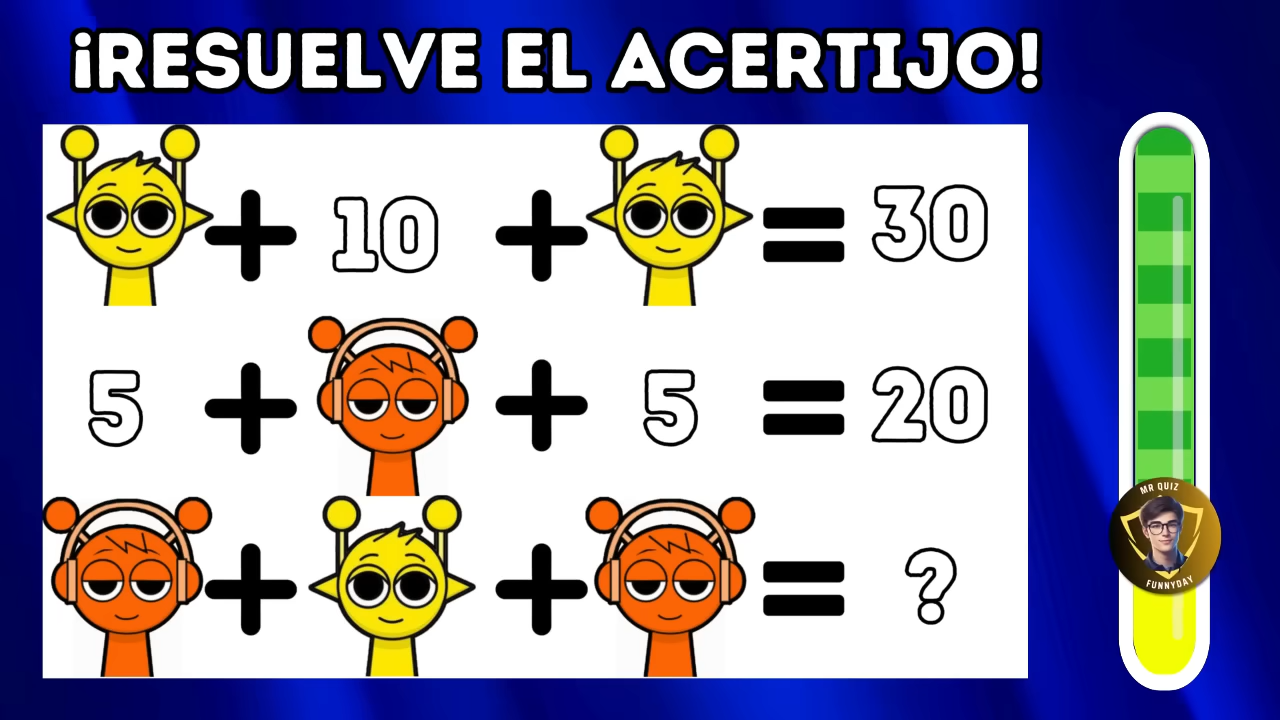 ¡RESUELVE EL ACERTIJO!
+ 10 + = 30
5 + + 5 = 20
+ + = ?
MR QUIZ
FUNNYDAY